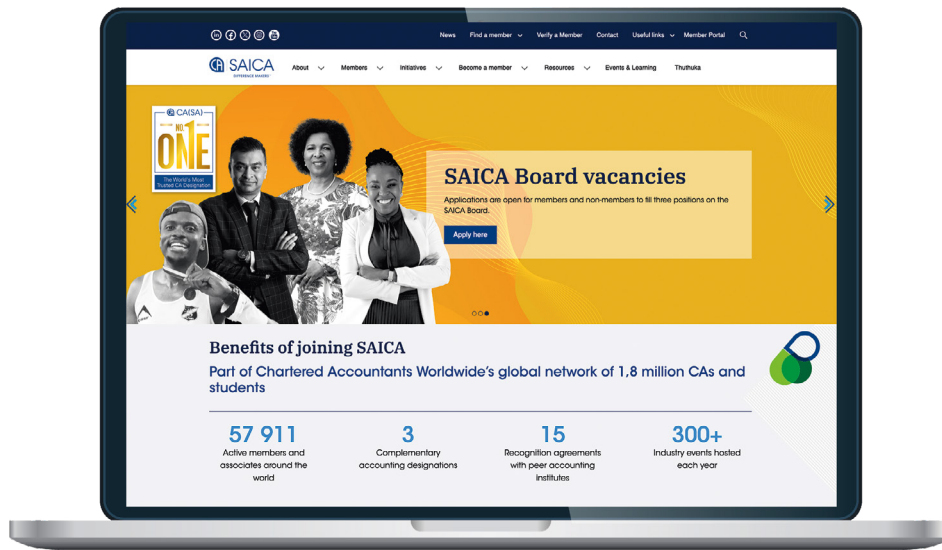 News Find a member Verify a Member Contact Useful links Member Portal
SAICA
DIFFERENCE MAKERS
About Members Initiatives Become a member Resources Events & Learning Thuthuka
CA(SA)
NO.1
ONE
The World's Most
Trusted CA Designation
SAICA Board vacancies
Applications are open for members and non-members to fill three positions on the
SAICA Board.
Apply here
Benefits of joining SAICA
Part of Chartered Accountants Worldwide's global network of 1,8 million CAs and
students
57 911
Active members and
associates around the
world
3
Complementary
accounting designations
15
Recognition agreements
with peer accounting
institutes
300+
Industry events hosted
each year